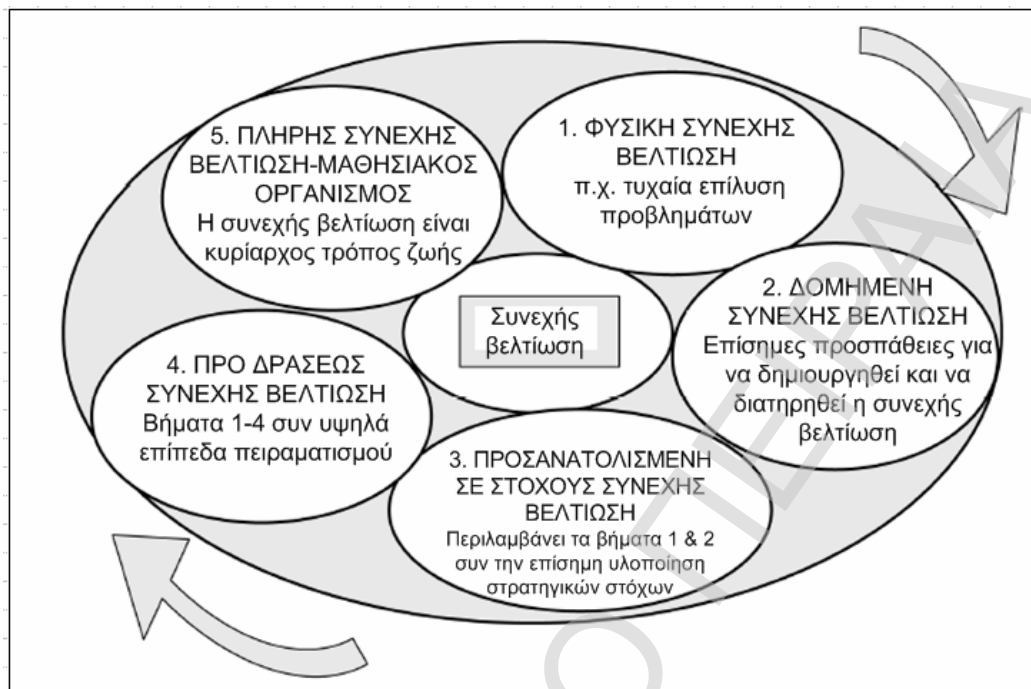 1. ΦΥΣΙΚΗ ΣΥΝΕΧΗΣ
ΒΕΛΤΙΩΣΗ
π.χ. τυχαία επίλυση
προβλημάτων
2. ΔΟΜΗΜΕΝΗ
ΣΥΝΕΧΗΣ ΒΕΛΤΙΩΣΗ
Επίσημες προσπάθειες για
να δημιουργηθεί και να
διατηρηθεί η συνεχής
βελτίωση
3. ΠΡΟΣΑΝΑΤΟΛΙΣΜΕΝΗ
ΣΕ ΣΤΟΧΟΥΣ ΣΥΝΕΧΗΣ
ΒΕΛΤΙΩΣΗ
Περιλαμβάνει τα βήματα 1 & 2
συν την επίσημη υλοποίηση
στρατηγικών στόχων
4. ΠΡΟ ΔΡΑΣΕΩΣ
ΣΥΝΕΧΗΣ ΒΕΛΤΙΩΣΗ
Βήματα 1-4 συν υψηλά
επίπεδα πειραματισμού
5. ΠΛΗΡΗΣ ΣΥΝΕΧΗΣ
ΒΕΛΤΙΩΣΗ-ΜΑΘΗΣΙΑΚΟΣ
ΟΡΓΑΝΙΣΜΟΣ
Η συνεχής βελτίωση είναι
κυρίαρχος τρόπος ζωής
Συνεχής
βελτίωση
ΠΕΙΡΑΙΑ